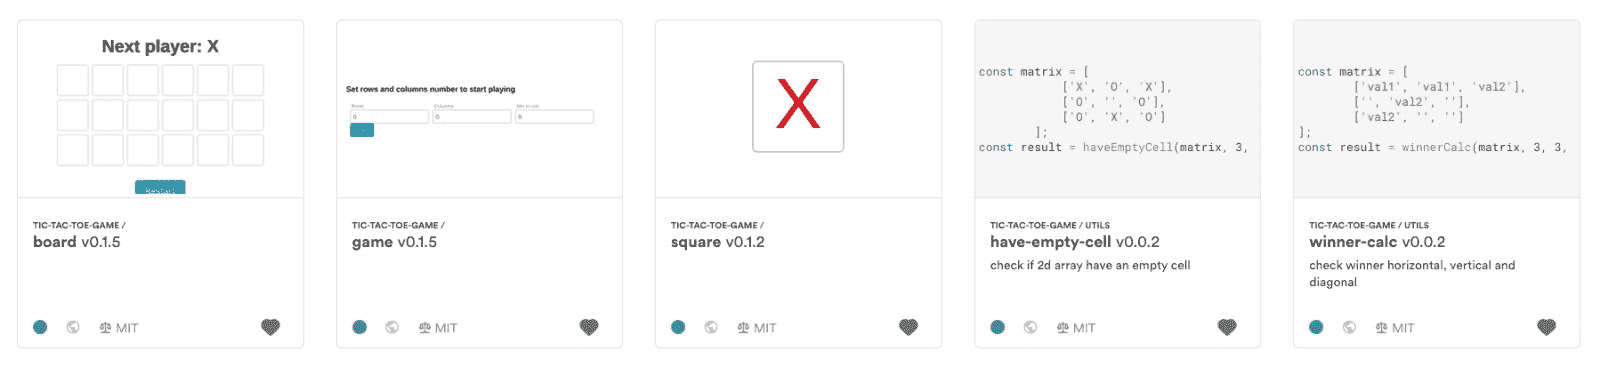 Next player: X
Restart
TIC-TAC-TOE-GAME /
board v0.1.5
MIT
Set rows and columns number to start playing
Rows
Columns
0
0
TIC-TAC-TOE-GAME /
game v0.1.5
MIT
X
TIC-TAC-TOE-GAME /
square v0.1.2
MIT
const matrix = [
['X', 'O', 'X'],
['O', '', 'O'],
['O', 'X', 'O']
];
const result = haveEmptyCell(matrix, 3,
TIC-TAC-TOE-GAME / UTILS
have-empty-cell v0.0.2
check if 2d array have an empty cell
MIT
const matrix = [
['val1', 'val1', 'val2'],
['', 'val2', ''],
['val2', '', '']
];
const result = winnerCalc(matrix, 3, 3,
TIC-TAC-TOE-GAME / UTILS
winner-calc v0.0.2
check winner horizontal, vertical and
diagonal
MIT